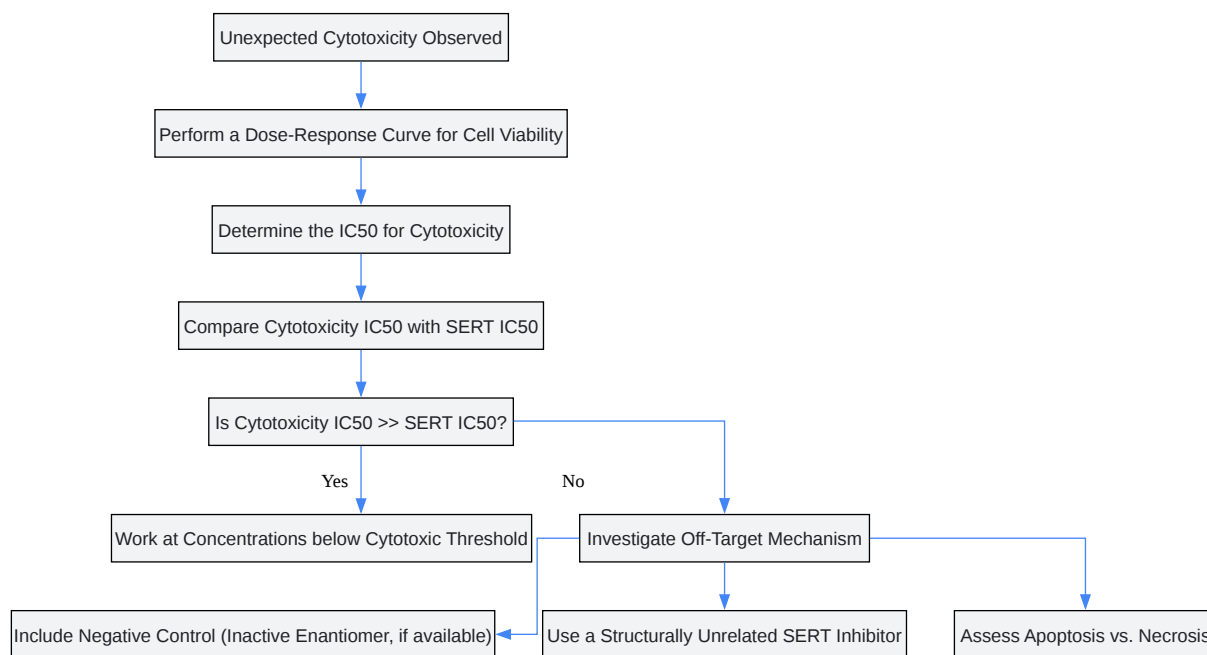 Unexpected Cytotoxicity Observed
Perform a Dose-Response Curve for Cell Viability
Determine the IC50 for Cytotoxicity
Compare Cytotoxicity IC50 with SERT IC50
Is Cytotoxicity IC50 >> SERT IC50?
Yes
No
Work at Concentrations below Cytotoxic Threshold
Investigate Off-Target Mechanism
Include Negative Control (Inactive Enantiomer, if available)
Use a Structurally Unrelated SERT Inhibitor
Assess Apoptosis vs. Necrosis